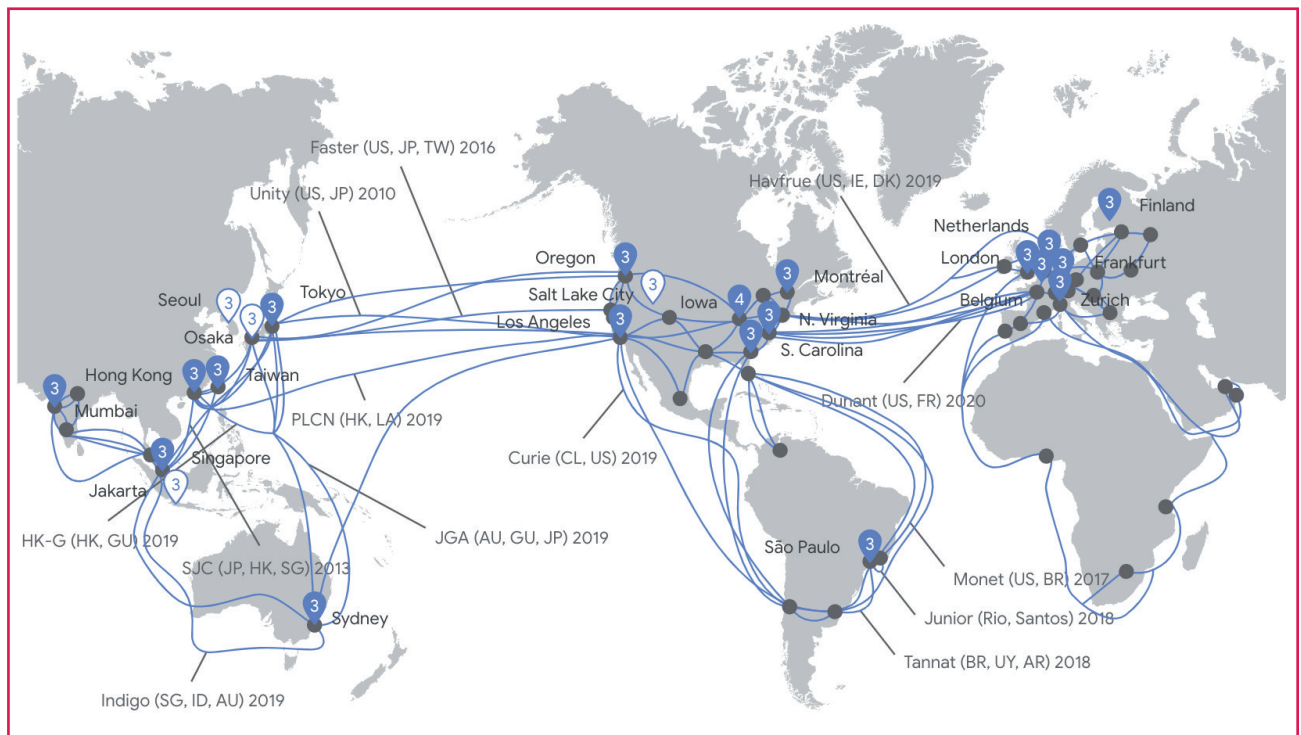 Faster (US, JP, TW) 2016
Unity (US, JP) 2010
Havfrue (US, IE, DK) 2019
3
Finland
Netherlands
3
London
3
3
3
Frankfurt
Belgium
3
Zurich
Oregon
3
3
Montréal
3
Salt Lake City
Iowa
4
3
N. Virginia
Los Angeles
3
3
S. Carolina
Seoul
3
3
Tokyo
Osaka
3
Hong Kong
3
3
3
Taiwan
Mumbai
PLCN (HK, LA) 2019
Dunant (US, FR) 2020
Curie (CL, US) 2019
3
Singapore
Jakarta
3
HK-G (HK, GU) 2019
JGA (AU, GU, JP) 2019
SJC (JP, HK, SG) 2013
São Paulo
3
Monet (US, BR) 2017
3
Sydney
Junior (Rio, Santos) 2018
Tannat (BR, UY, AR) 2018
Indigo (SG, ID, AU) 2019